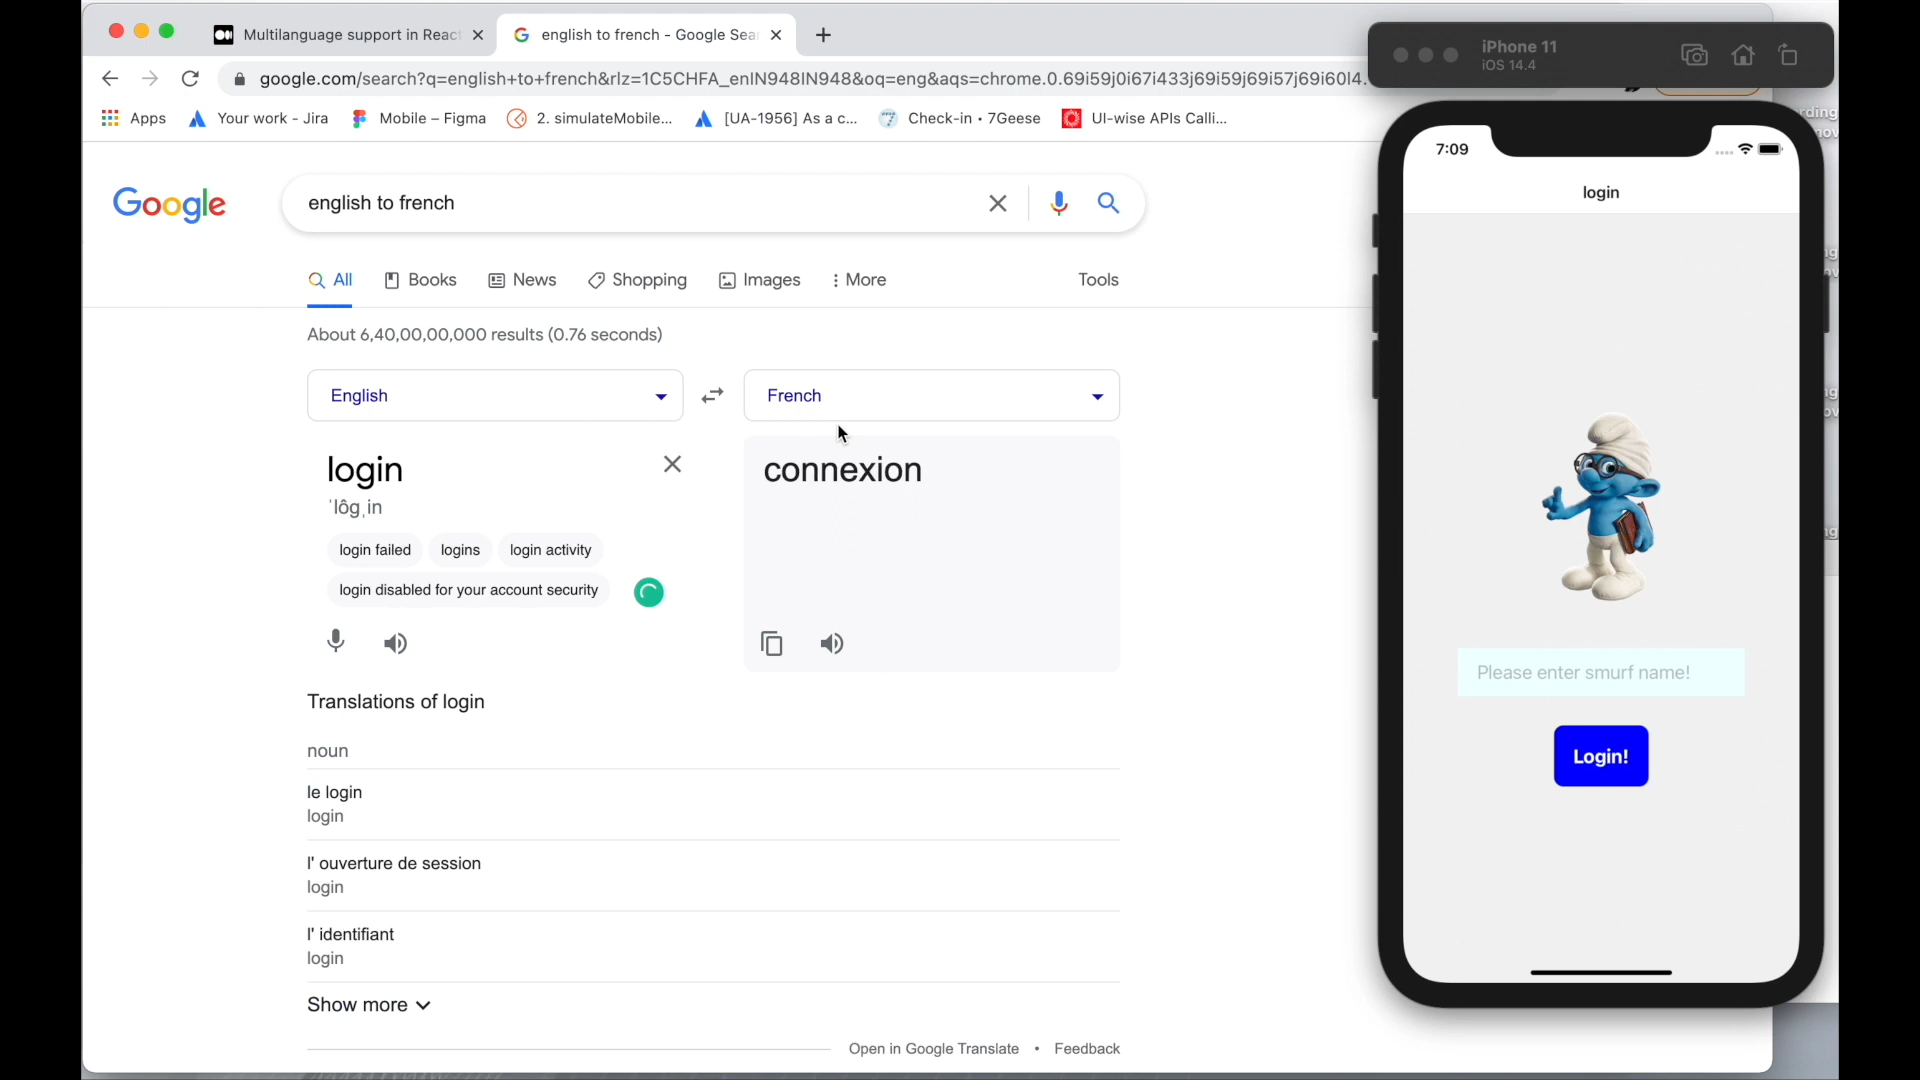 Multilanguage support in Reac
english to french - Google Sea
google.com/search?q=english+to+french&rlz=1C5CHFA_enIN948IN948&oq=eng&aqs=chrome.0.69i59j0i67i433j69i59j69i57j69i60l4.
Apps
Your work - Jira
Mobile – Figma
2. simulateMobile...
[UA-1956] As a c...
Check-in • 7Geese
UI-wise APIs Calli...
Google
english to french
All
Books
News
Shopping
Images
More
Tools
About 6,40,00,00,000 results (0.76 seconds)
English
French
login
ˈlôgˌin
connexion
login failed
logins
login activity
login disabled for your account security
Translations of login
noun
le login
login
l' ouverture de session
login
l' identifiant
login
Show more
Open in Google Translate • Feedback
iPhone 11
iOS 14.4
7:09
login
Please enter smurf name!
Login!